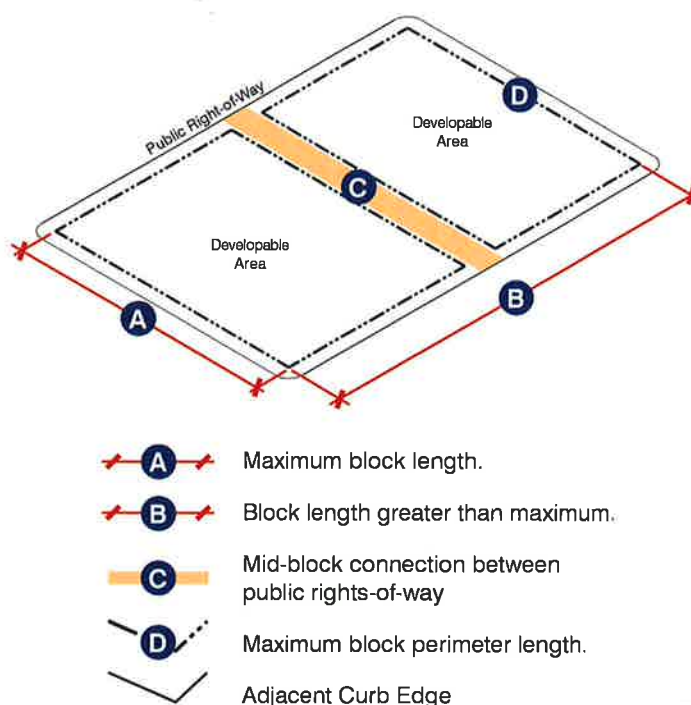 Public Right-of-Way
D
Developable
Area
C
Developable
Area
B
A
A Maximum block length.
B Block length greater than maximum.
C Mid-block connection between
public rights-of-way
D Maximum block perimeter length.
Adjacent Curb Edge